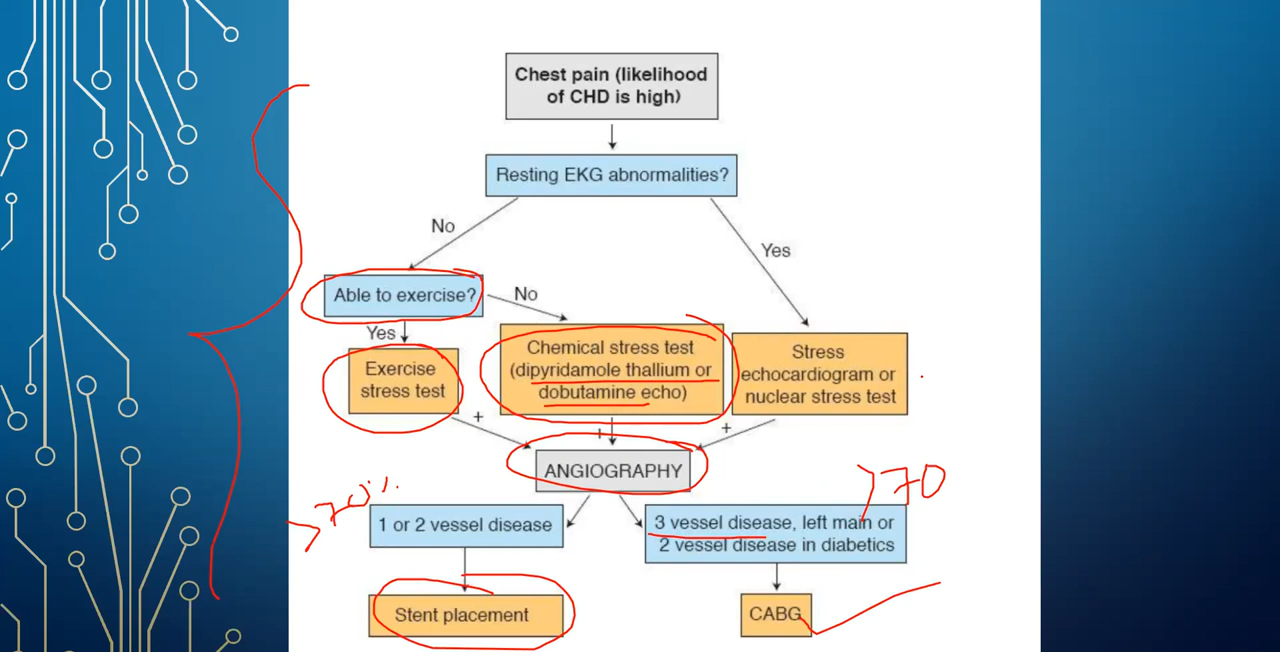 Chest pain (likelihood
of CHD is high)
Resting EKG abnormalities?
No
Yes
Able to exercise?
No
Yes
Exercise
stress test
Chemical stress test
(dipyridamole thallium or
dobutamine echo)
Stress
echocardiogram or
nuclear stress test
+
+
+
ANGIOGRAPHY
>70%
1 or 2 vessel disease
>70
3 vessel disease, left main or
2 vessel disease in diabetics
Stent placement
CABG